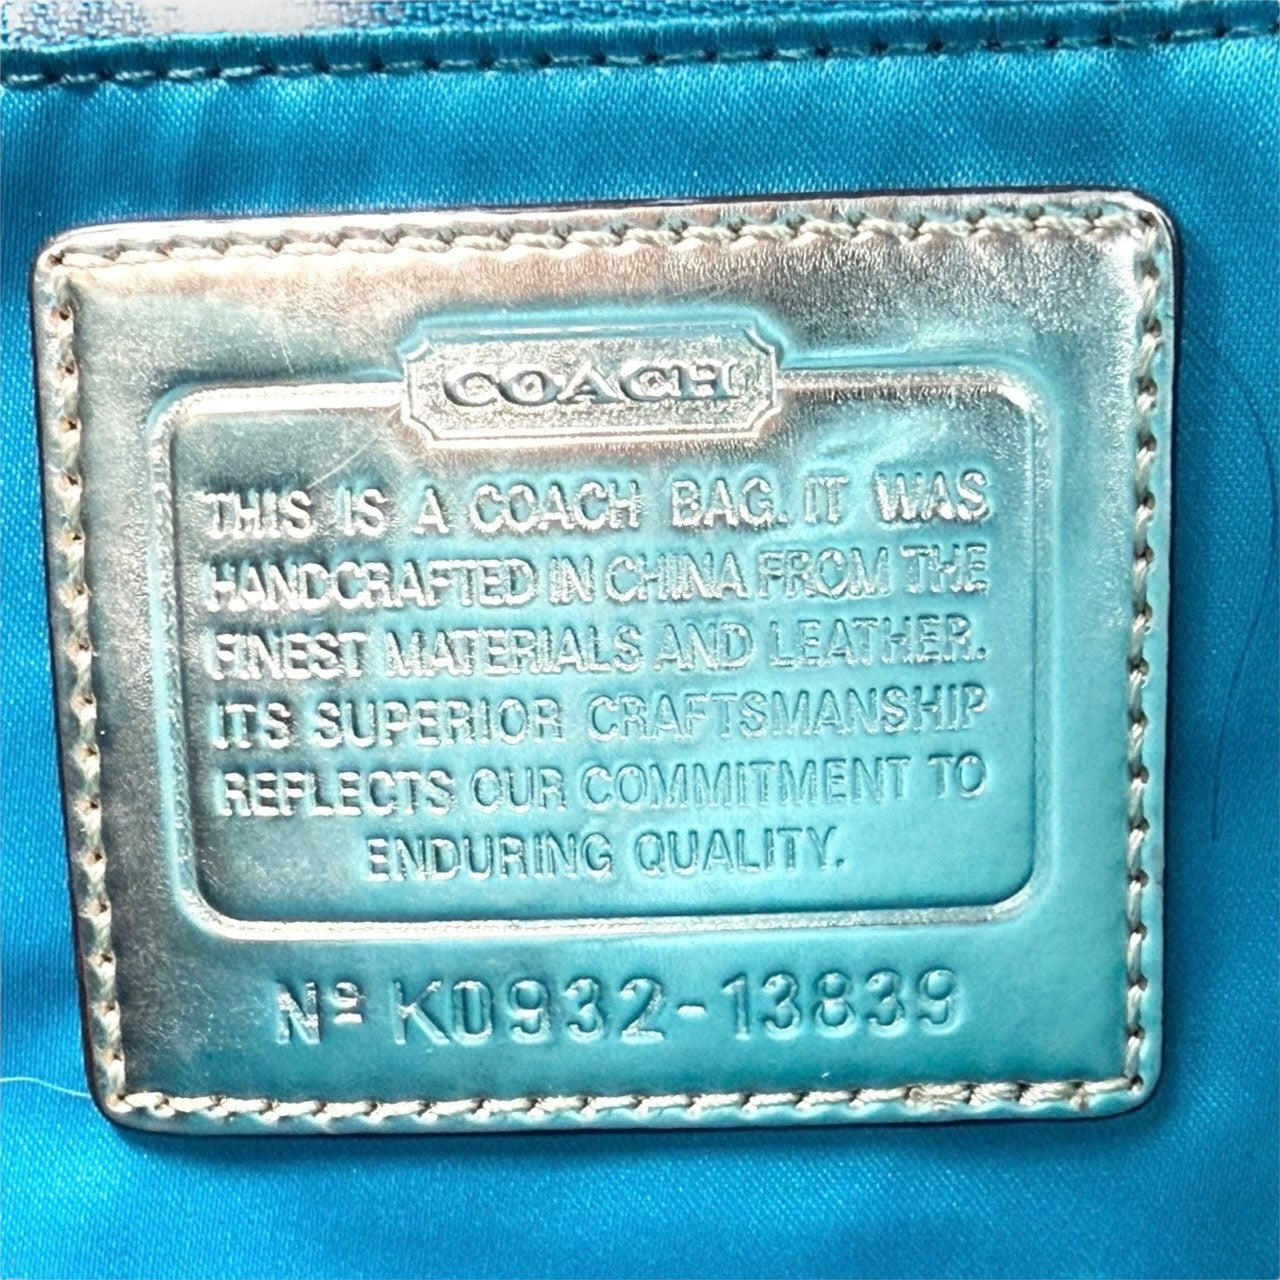 COACH
THIS IS A COACH BAG. IT WAS
HANDCRAFTED IN CHINA FROM THE
FINEST MATERIALS AND LEATHER.
ITS SUPERIOR CRAFTSMANSHIP
REFLECTS OUR COMMITMENT TO
ENDURING QUALITY.
Nº K0932-13839